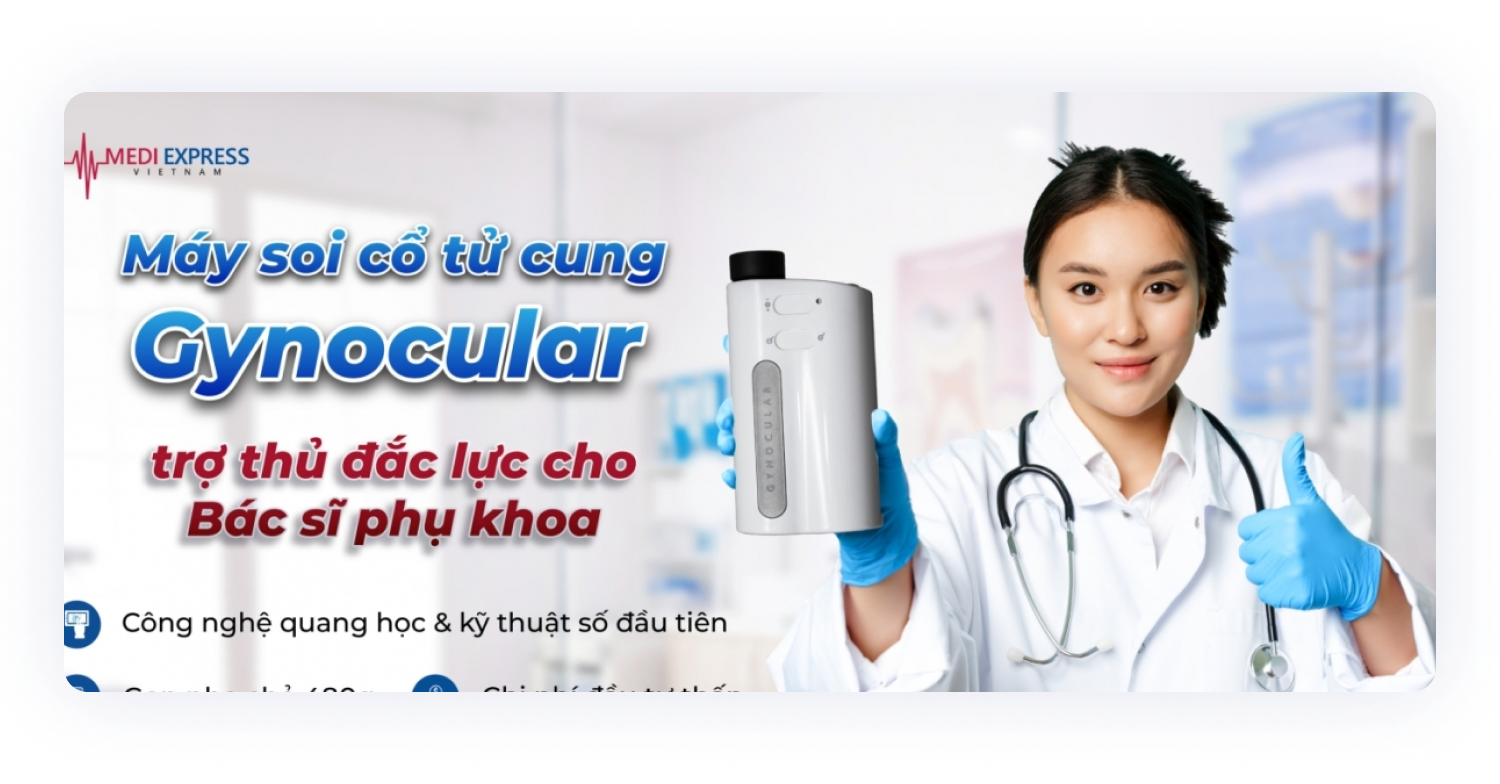 MEDI EXPRESS
VIETNAM
Máy soi cổ tử cung
Gynocular
trợ thủ đắc lực cho
Bác sĩ phụ khoa
GYNOCULAR
Công nghệ quang học & kỹ thuật số đầu tiên